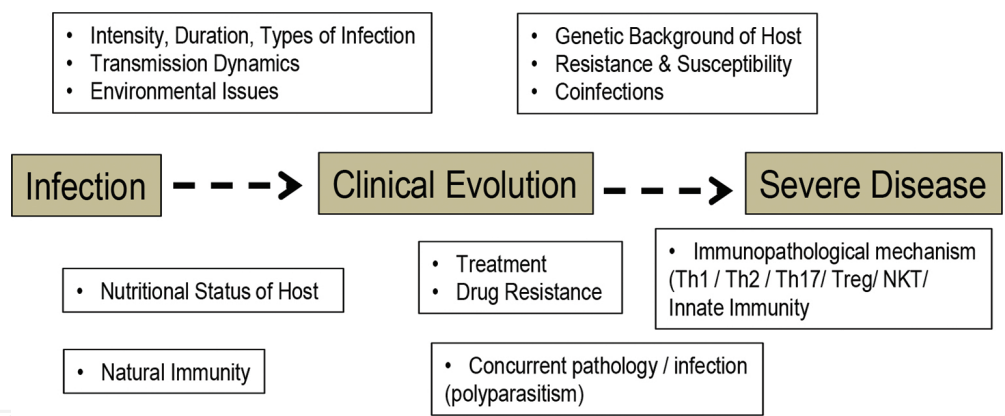 • Intensity, Duration, Types of Infection
• Transmission Dynamics
• Environmental Issues
• Genetic Background of Host
• Resistance & Susceptibility
• Coinfections
Infection
Clinical Evolution
Severe Disease
• Nutritional Status of Host
• Natural Immunity
• Treatment
• Drug Resistance
• Immunopathological mechanism
(Th1 / Th2 / Th17/ Treg/ NKT/
Innate Immunity
• Concurrent pathology / infection
(polyparasitism)